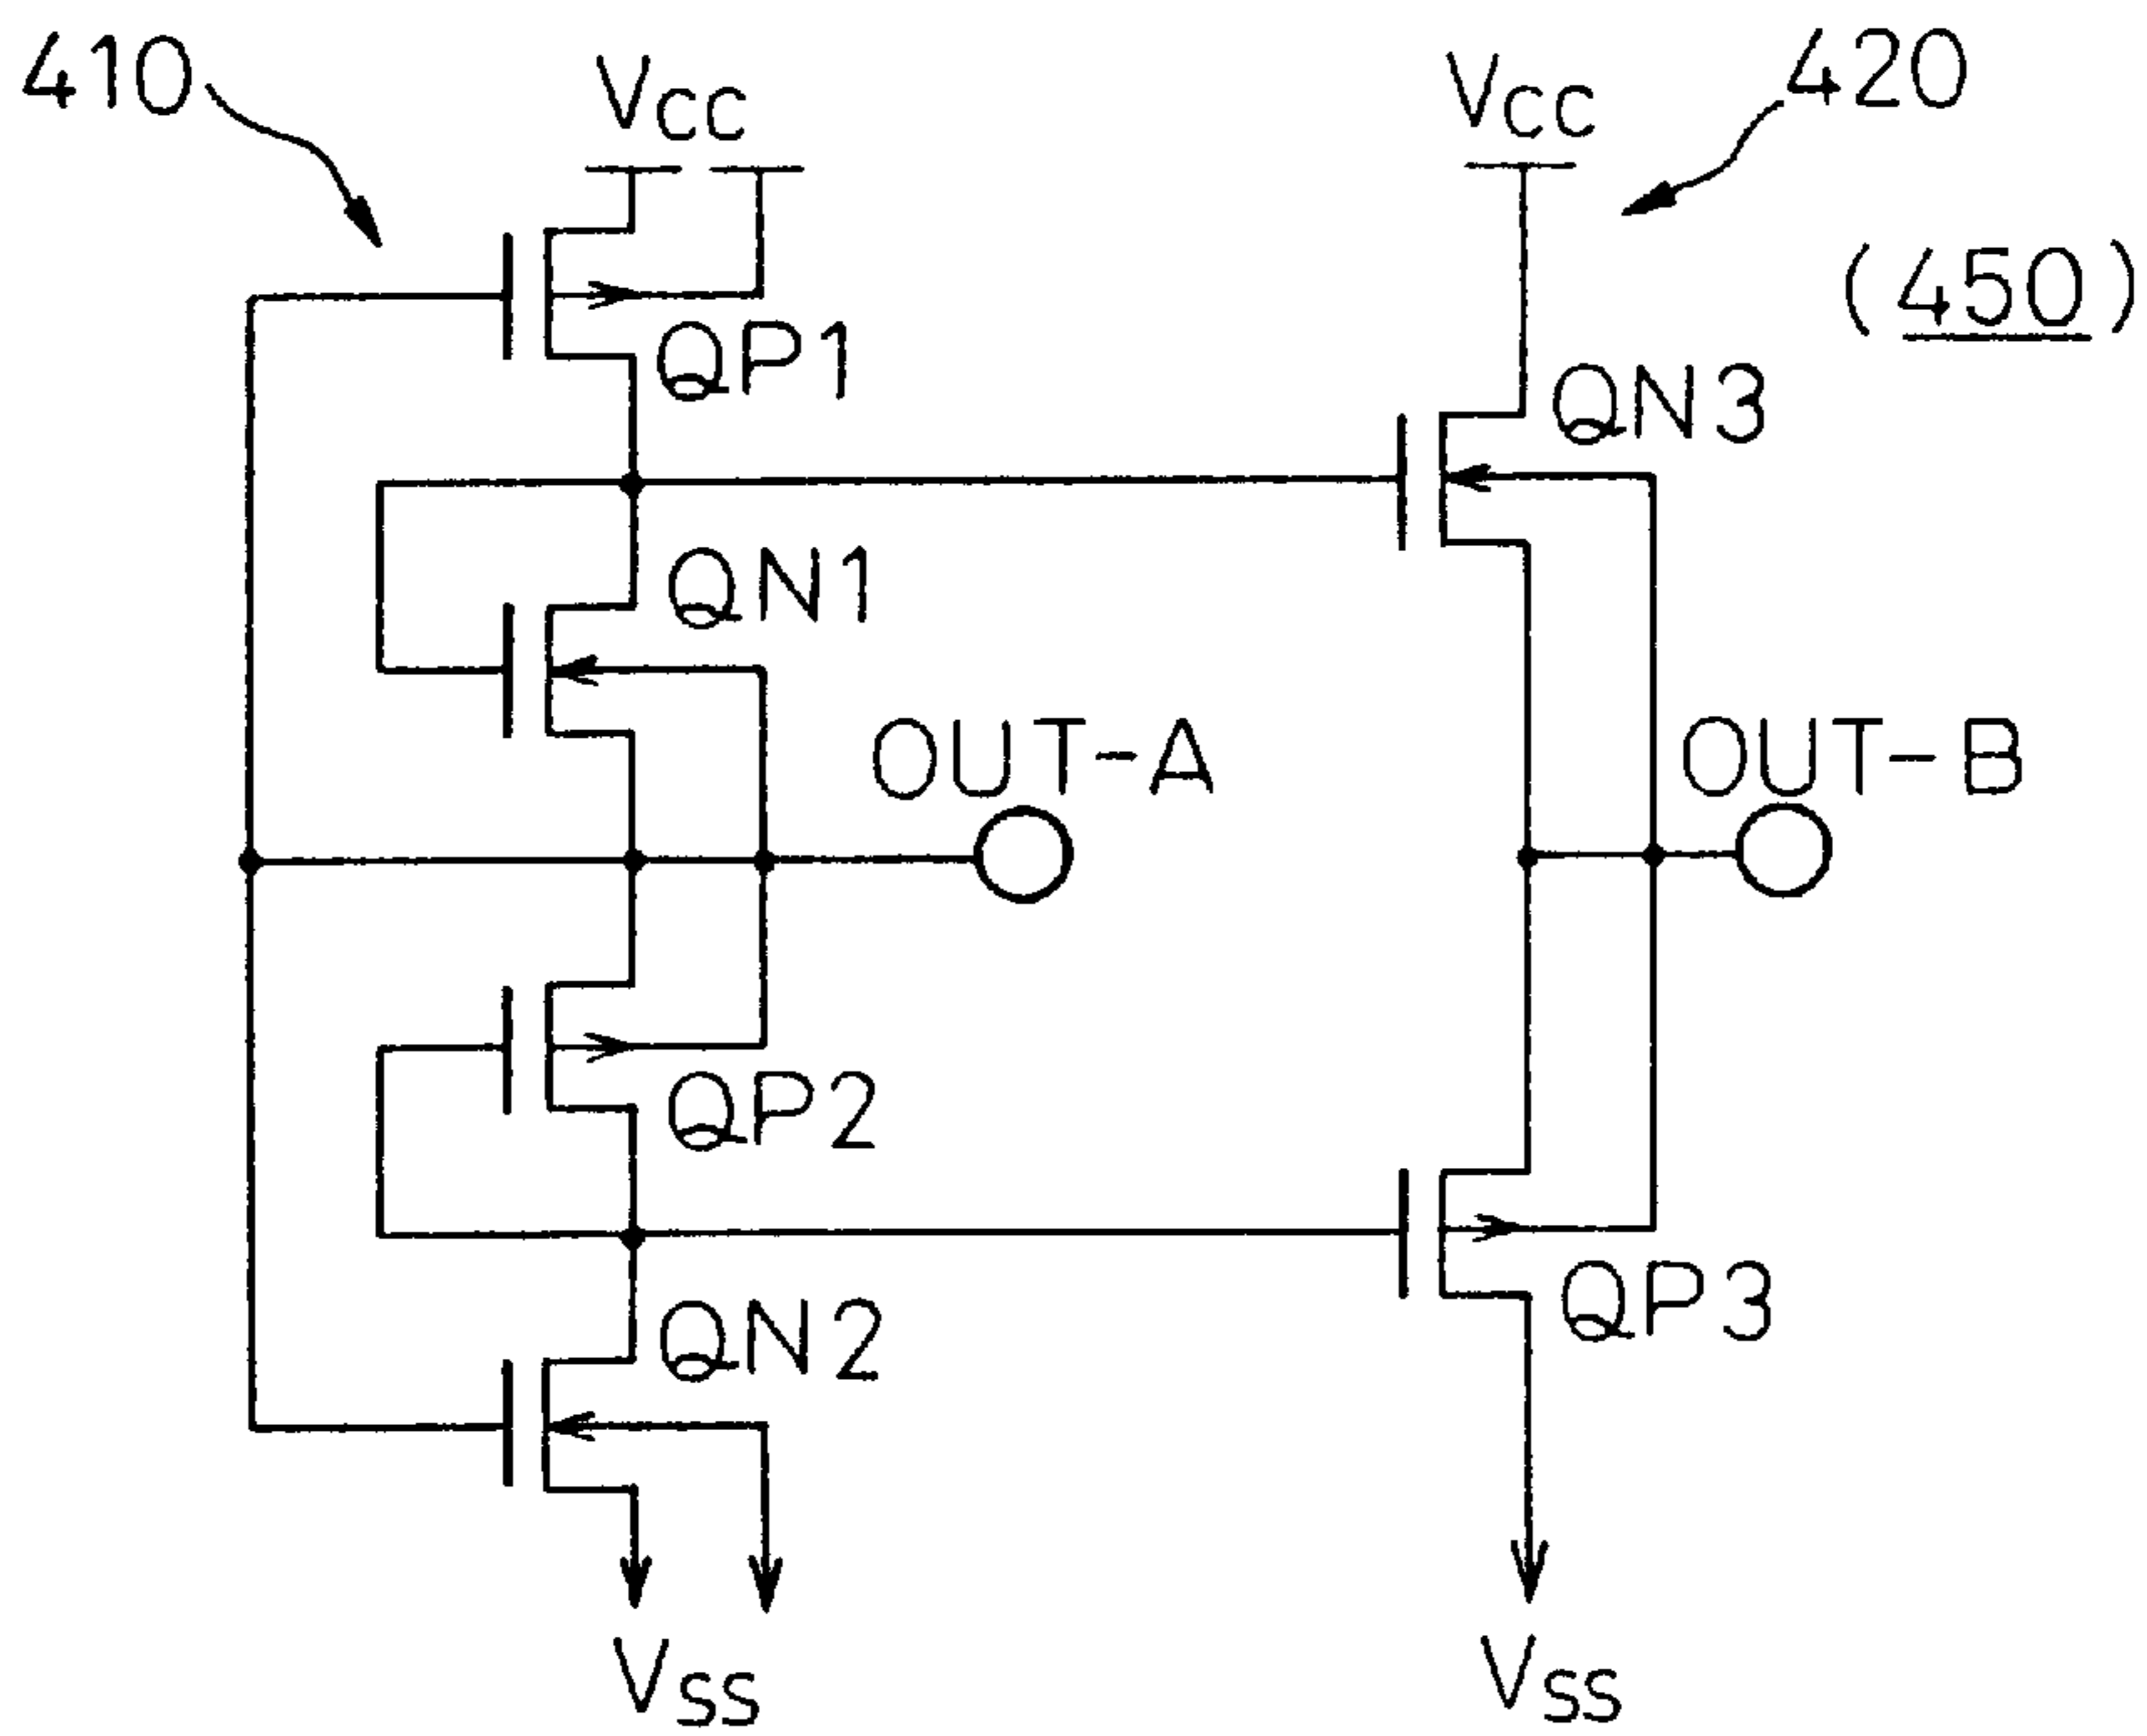 410
VCC
VCC
420
(450)
QP1
QN3
QN1
OUT-A
OUT-B
QP2
QN2
QP3
VSS
VSS